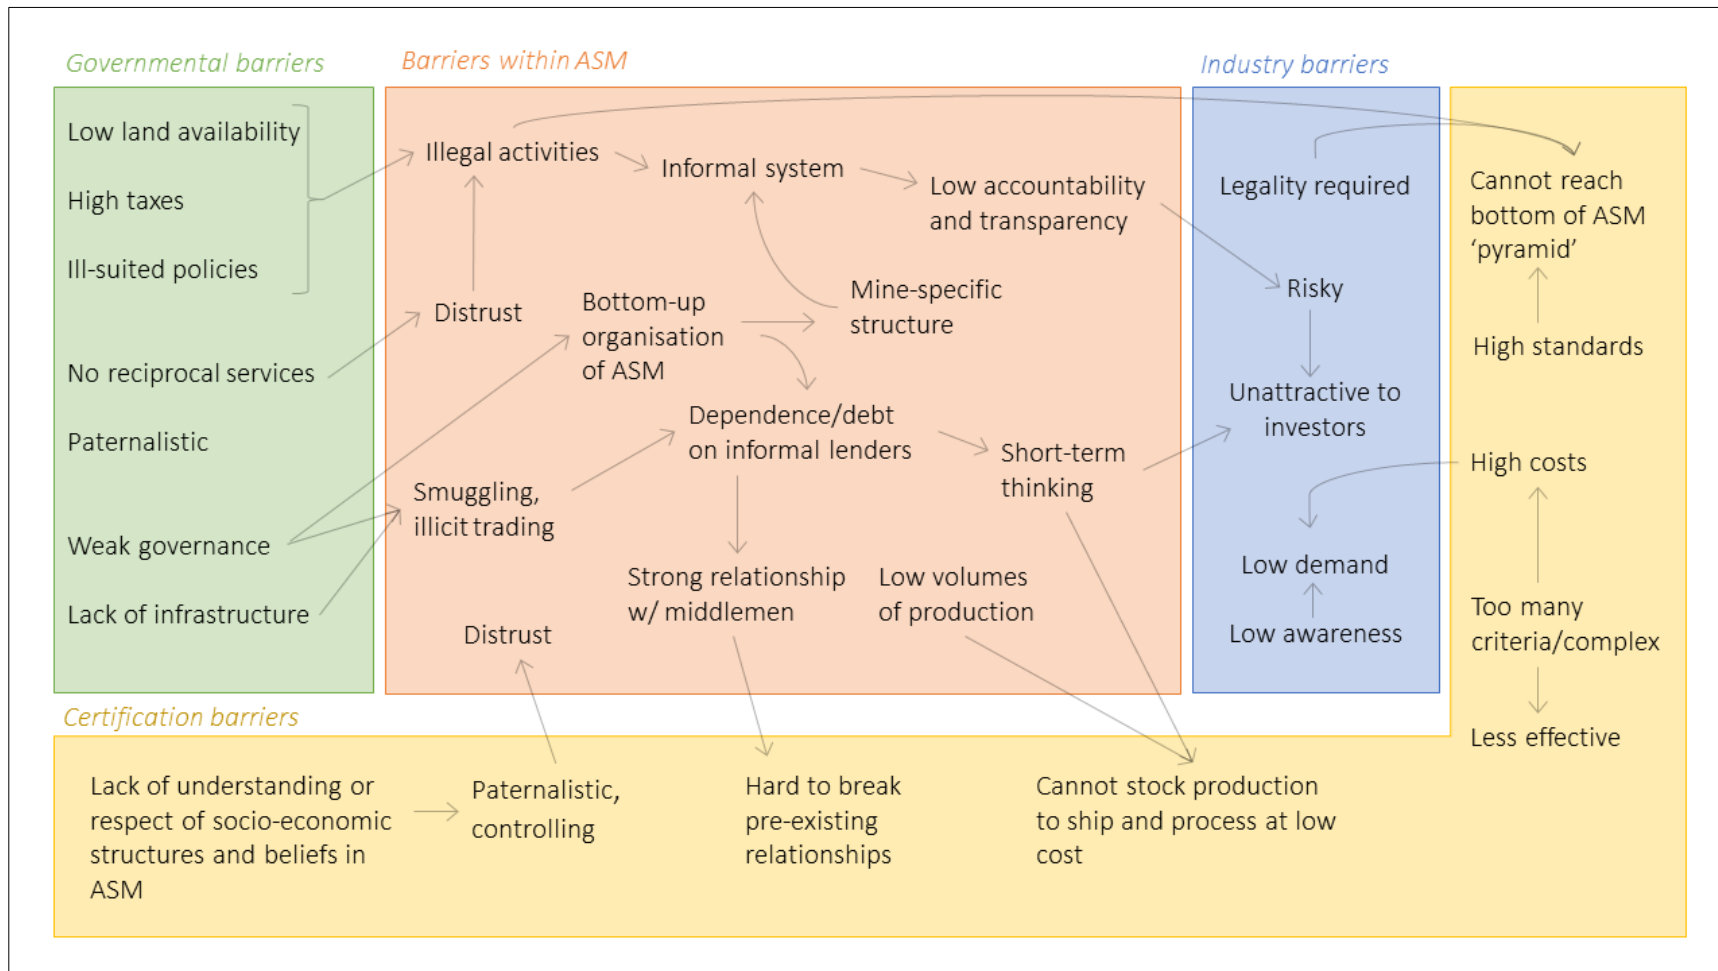 Governmental barriers
Low land availability
High taxes
Ill-suited policies
No reciprocal services
Paternalistic
Weak governance
Lack of infrastructure
Barriers within ASM
Illegal activities
Informal system
Low accountability
and transparency
Distrust
Bottom-up
organisation
of ASM
Mine-specific
structure
Dependence/debt
on informal lenders
Short-term
thinking
Smuggling,
illicit trading
Strong relationship
w/ middlemen
Low volumes
of production
Distrust
Industry barriers
Legality required
Risky
Unattractive to
investors
Low demand
Low awareness
Cannot reach
bottom of ASM
‘pyramid’
High standards
High costs
Too many
criteria/complex
Less effective
Certification barriers
Lack of understanding or
respect of socio-economic
structures and beliefs in
ASM
Paternalistic,
controlling
Hard to break
pre-existing
relationships
Cannot stock production
to ship and process at low
cost